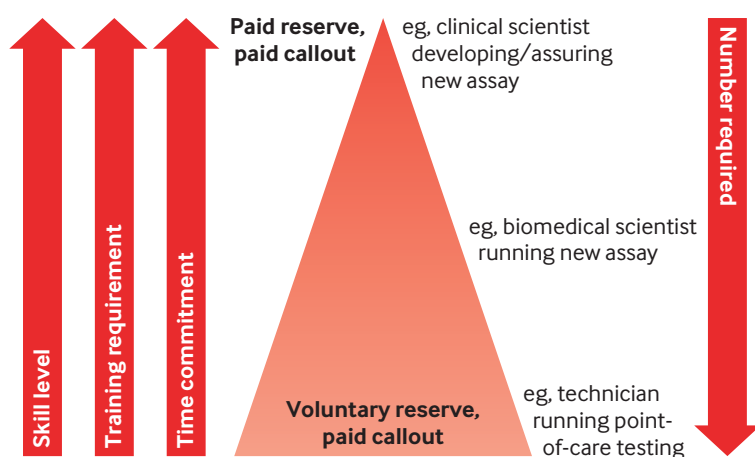 Paid reserve,
paid callout
eg, clinical scientist
developing/assuring
new assay
Number required
eg, biomedical scientist
running new assay
Skill level
Training requirement
Time commitment
Voluntary reserve,
paid callout
eg, technician
running point-
of-care testing